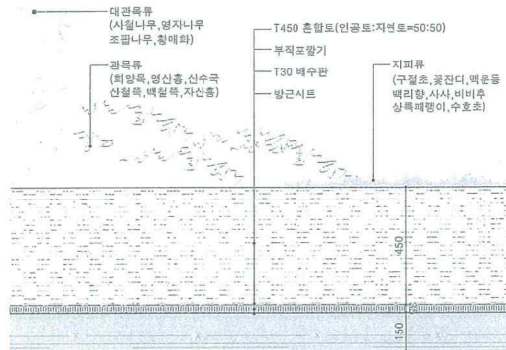 대관목류
(사철나무,명자나무
조팝나무,황매화)
관목류
(회양목,영산홍,산수국
산철쭉,백철쭉,자산홍)
T450 혼합토(인공토:자연토=50:50)
부직포깔기
T30 배수판
방근시트
지피류
(구절초,꽃잔디,맥문동
백리향,사사,비비추
상록패랭이,수호초)
450
150